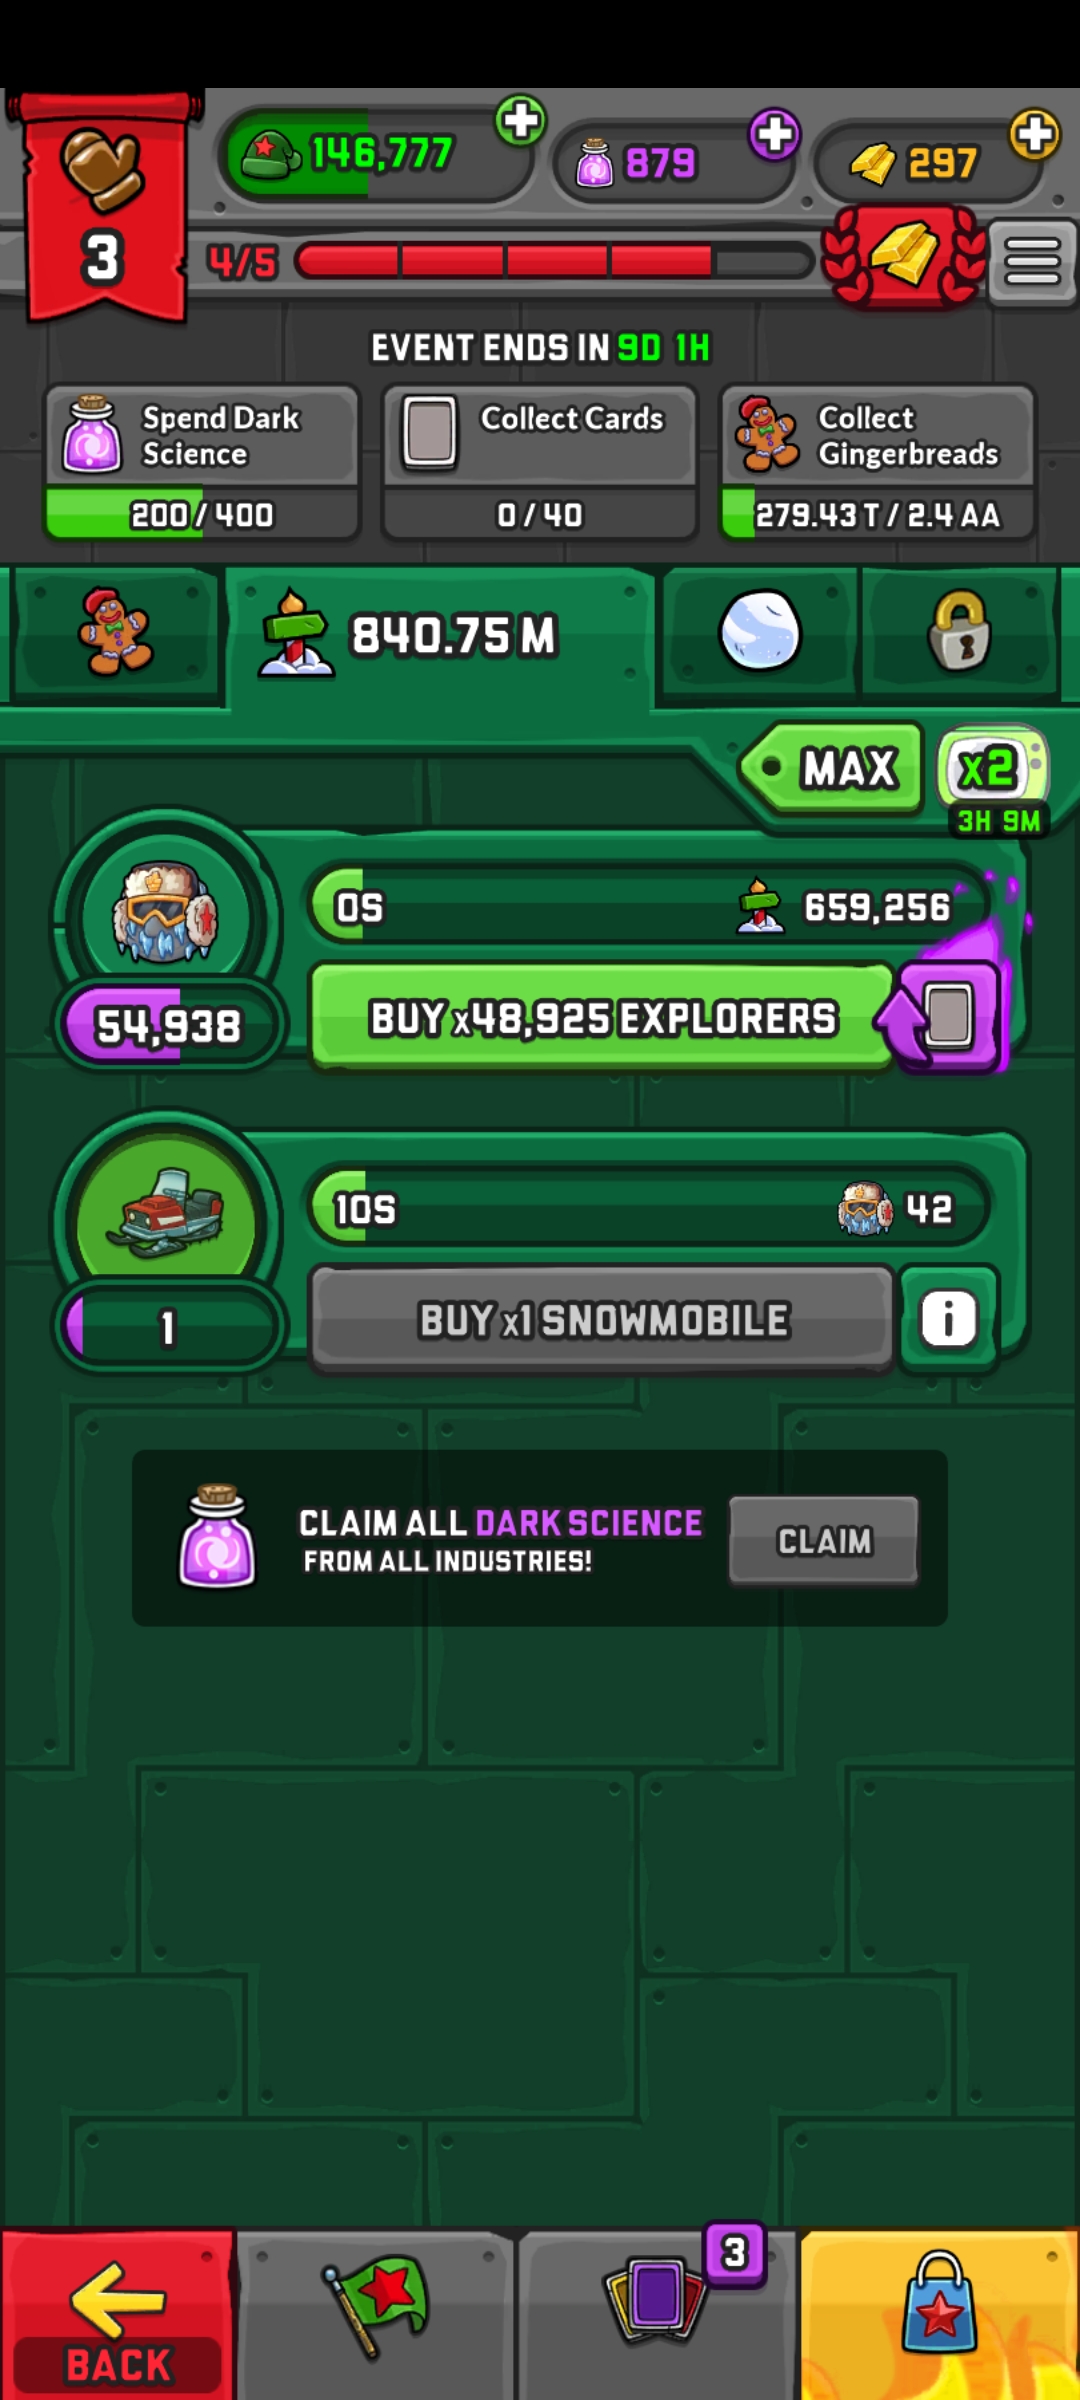 146,777
879
297
3
4/5
EVENT ENDS IN 9D 1H
Spend Dark
Science
200 / 400
Collect Cards
0 / 40
Collect
Gingerbreads
279.43 T / 2.4 AA
840.75 M
MAX
x2
3H 9M
0S
659,256
54,938
BUY x48,925 EXPLORERS
10S
42
1
BUY x1 SNOWMOBILE
i
CLAIM ALL DARK SCIENCE
FROM ALL INDUSTRIES!
CLAIM
3
BACK